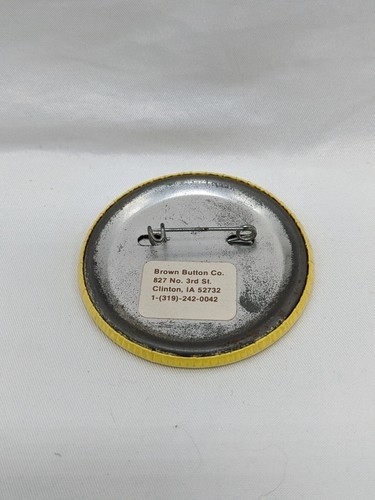 Brown Button Co.
827 No. 3rd St.
Clinton, IA 52732
1-(319)-242-0042